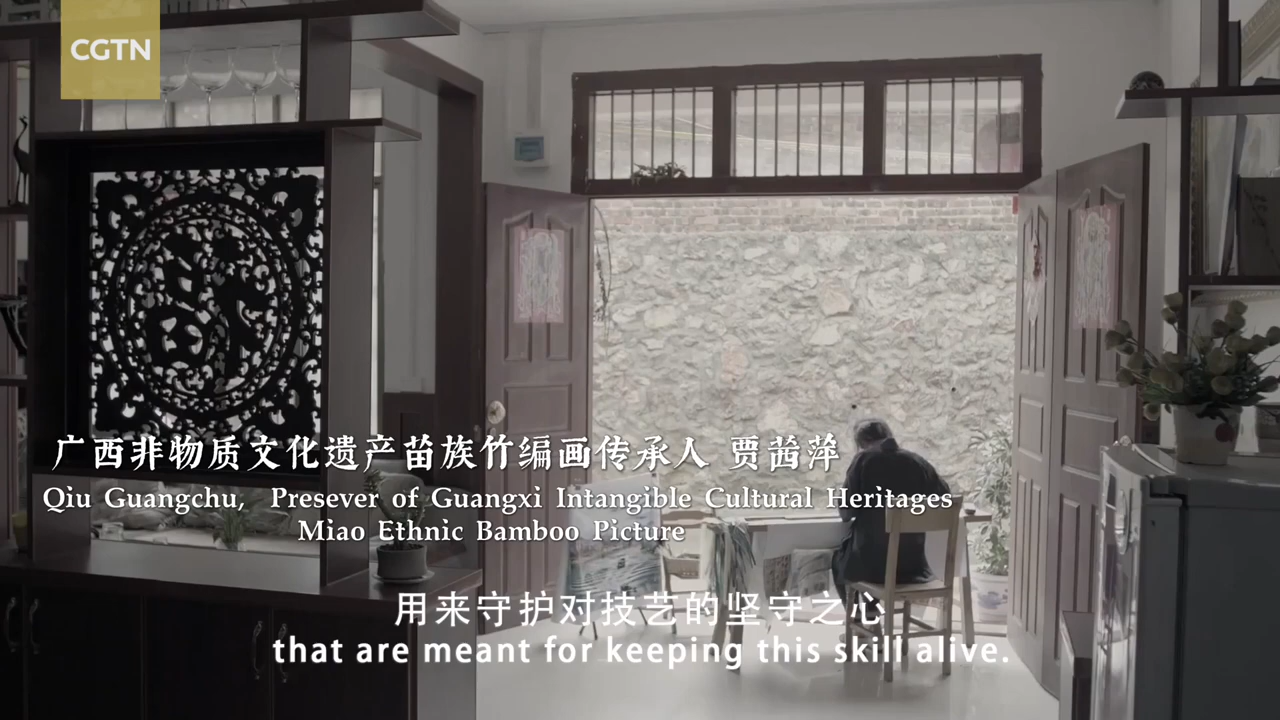 CGTN
广西非物质文化遗产苗族竹编画传承人 贾茜萍
Qiu Guangchu, Presever of Guangxi Intangible Cultural Heritages
Miao Ethnic Bamboo Picture
用来守护对技艺的坚守之心
that are meant for keeping this skill alive.